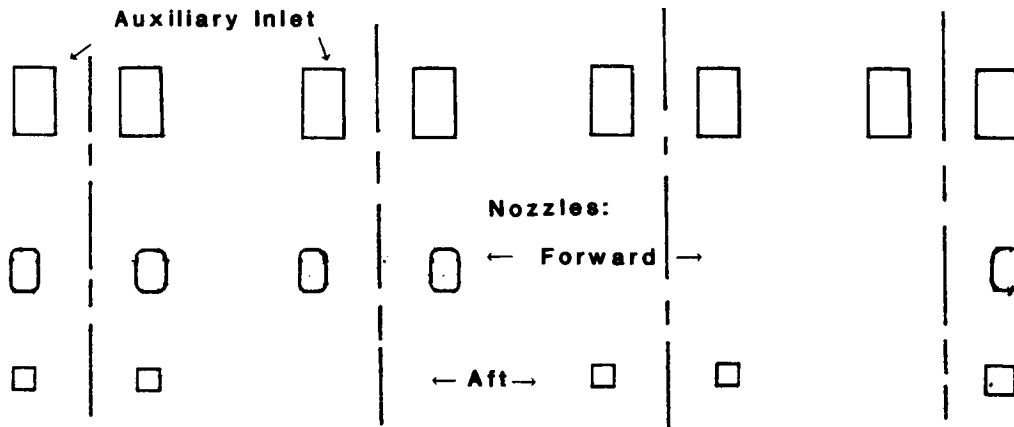 Auxiliary Inlet
Nozzles:
← Forward →
← Aft →